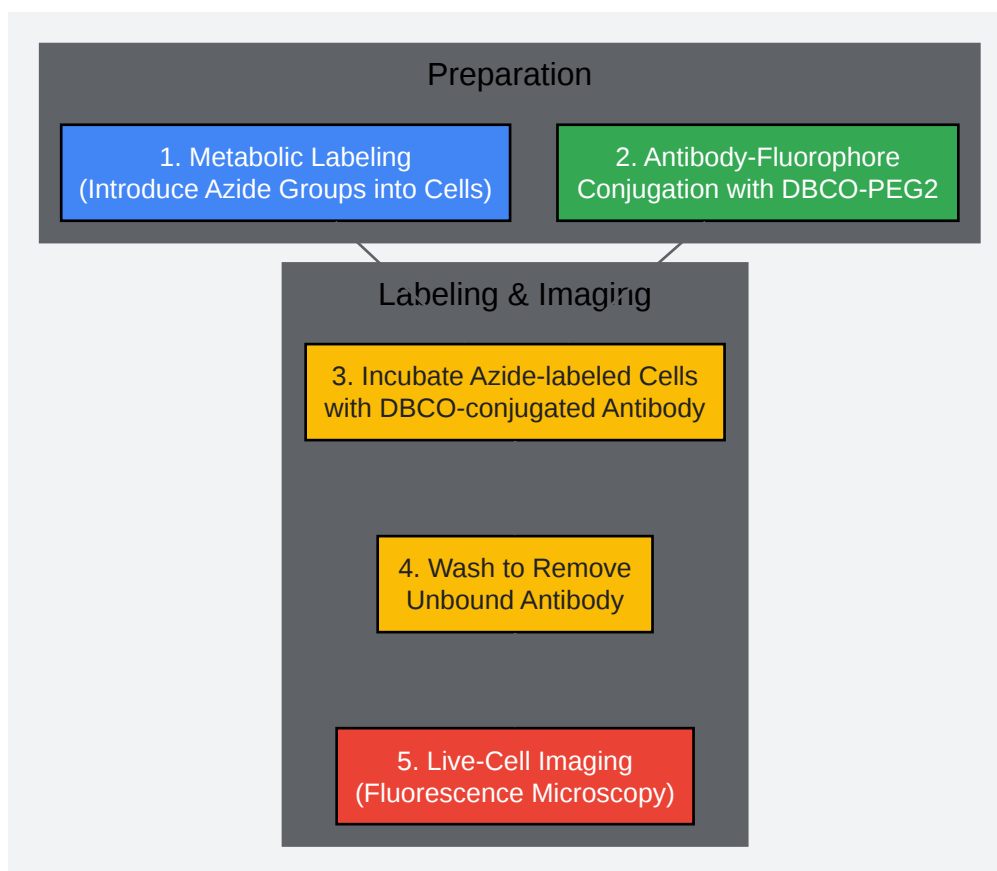 Preparation
1. Metabolic Labeling
(Introduce Azide Groups into Cells)
2. Antibody-Fluorophore
Conjugation with DBCO-PEG2
Labeling & Imaging
3. Incubate Azide-labeled Cells
with DBCO-conjugated Antibody
4. Wash to Remove
Unbound Antibody
5. Live-Cell Imaging
(Fluorescence Microscopy)